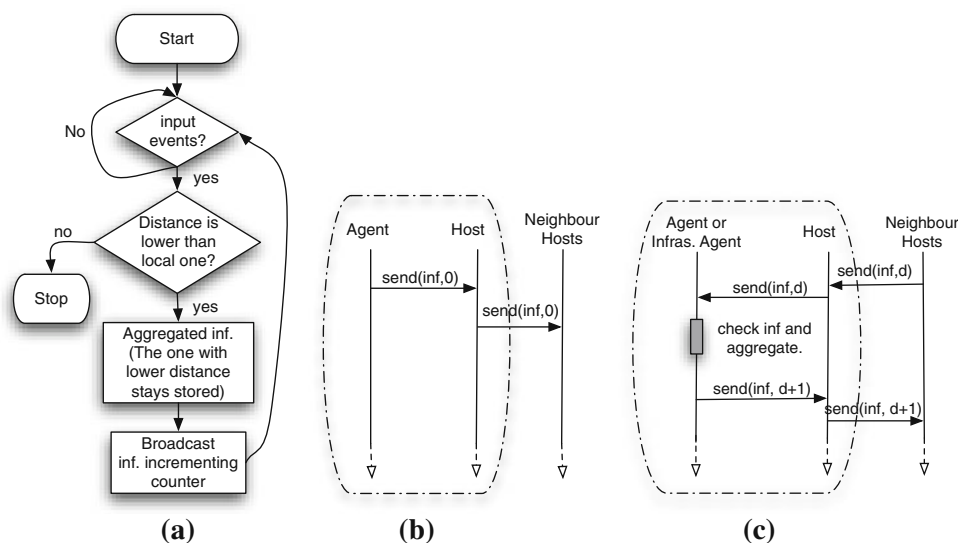 Start
input
events?
No
yes
Distance is
lower than
local one?
no
Stop
yes
Aggregated inf.
(The one with
lower distance
stays stored)
Broadcast
inf. incrementing
counter
(a)
Agent
Host
Neighbour
Hosts
send(inf,0)
send(inf,0)
(b)
Agent or
Infras. Agent
Host
Neighbour
Hosts
send(inf,d)
send(inf,d)
check inf and
aggregate.
send(inf, d+1)
send(inf, d+1)
(c)